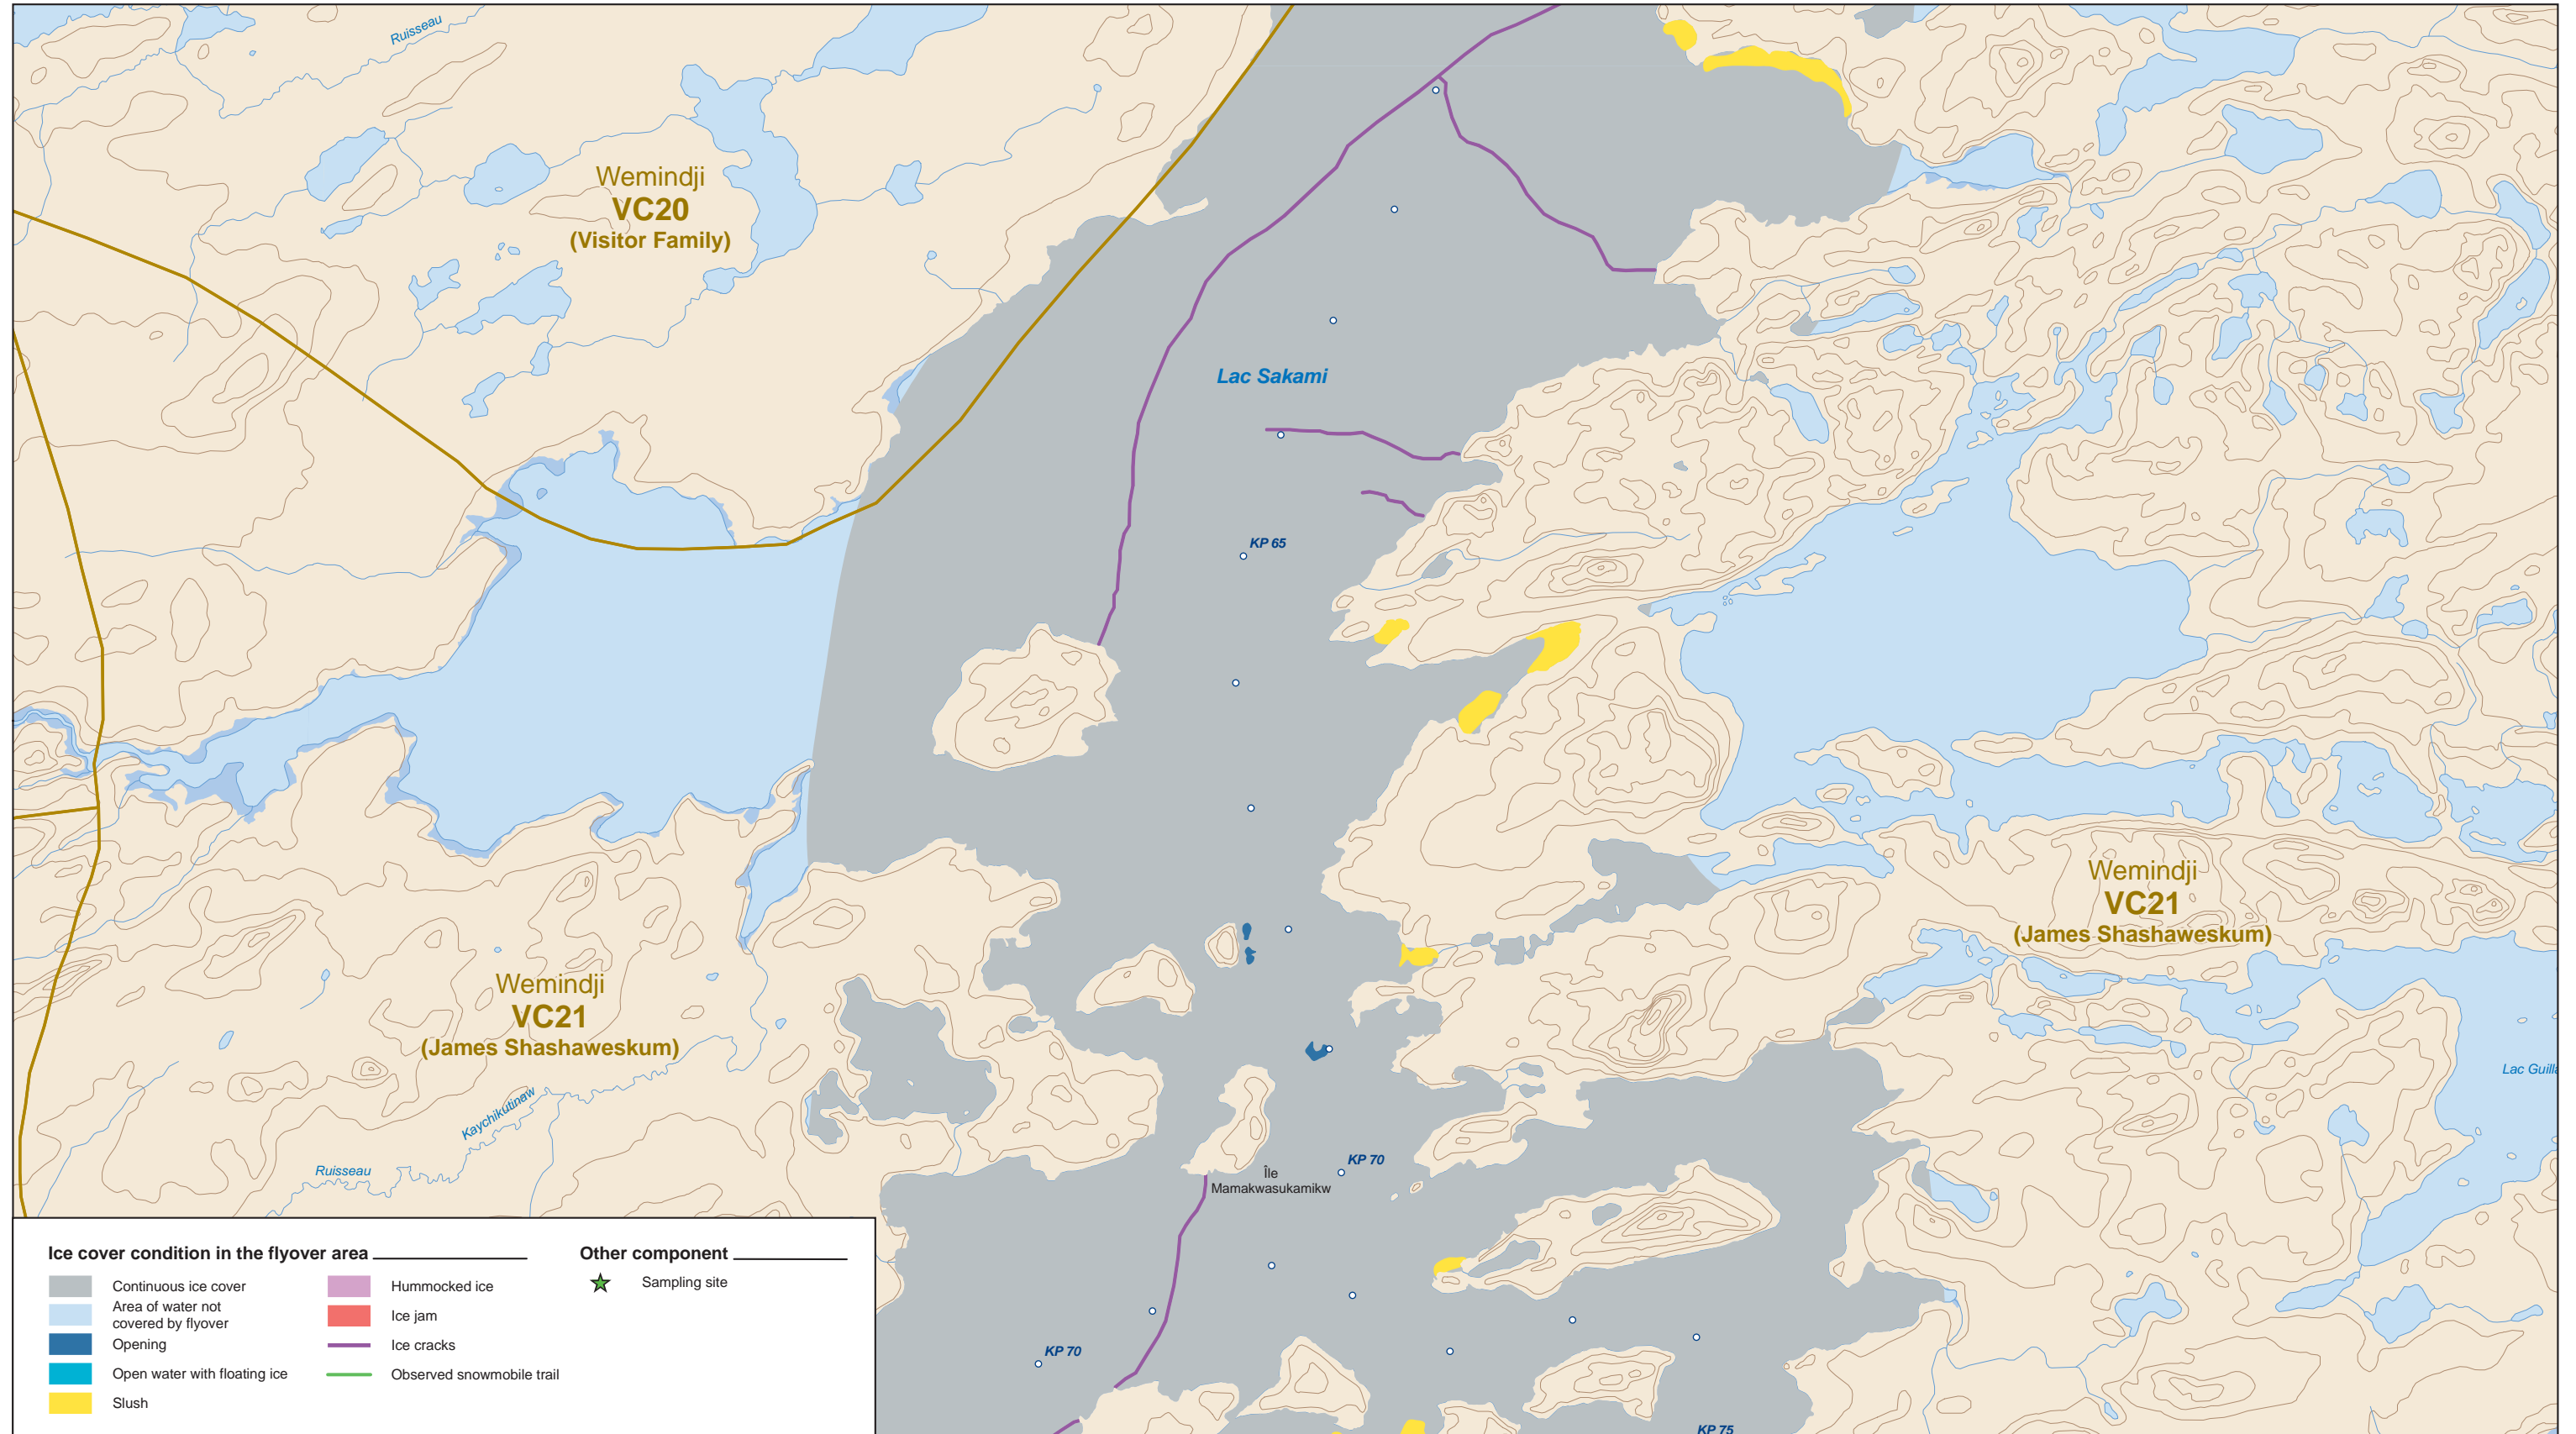 Ruisseau
Wemindji
VC20
(Visitor Family)
Lac Sakami
KP 65
Wemindji
VC21
(James Shashaweskum)
Wemindji
VC21
(James Shashaweskum)
Lac Guill
Kaychikutinaw
Ruisseau
KP 70
Île
Mamakwasukamikw
KP 70
KP 75
Ice cover condition in the flyover area
Continuous ice cover
Area of water not
covered by flyover
Opening
Open water with floating ice
Slush
Hummocked ice
Ice jam
Ice cracks
Observed snowmobile trail
Other component
Sampling site